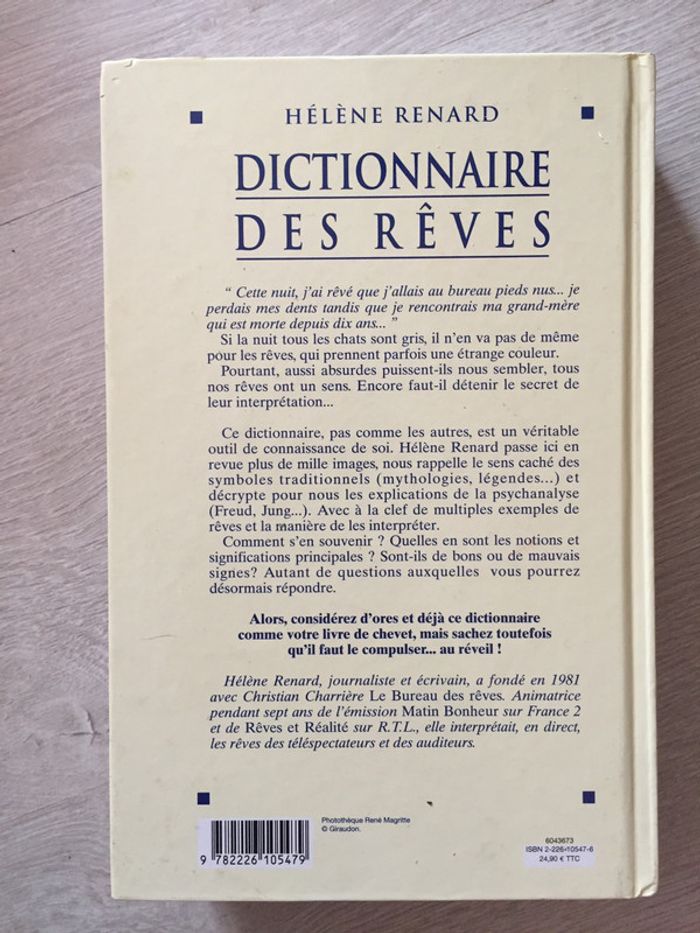 HÉLÈNE RENARD
DICTIONNAIRE
DES RÊVES
“ Cette nuit, j’ai rêvé que j’allais au bureau pieds nus... je
perdais mes dents tandis que je rencontrais ma grand-mère
qui est morte depuis dix ans... ”
Si la nuit tous les chats sont gris, il n’en va pas de même
pour les rêves, qui prennent parfois une étrange couleur.
Pourtant, aussi absurdes puissent-ils nous sembler, tous
nos rêves ont un sens. Encore faut-il détenir le secret de
leur interprétation...
Ce dictionnaire, pas comme les autres, est un véritable
outil de connaissance de soi. Hélène Renard passe ici en
revue plus de mille images, nous rappelle le sens caché des
symboles traditionnels (mythologies, légendes...) et
décrypte pour nous les explications de la psychanalyse
(Freud, Jung...). Avec à la clef de multiples exemples de
rêves et la manière de les interpréter.
Comment s’en souvenir ? Quelles en sont les notions et
significations principales ? Sont-ils de bons ou de mauvais
signes? Autant de questions auxquelles vous pourrez
désormais répondre.
Alors, considérez d’ores et déjà ce dictionnaire
comme votre livre de chevet, mais sachez toutefois
qu’il faut le compulser... au réveil !
Hélène Renard, journaliste et écrivain, a fondé en 1981
avec Christian Charrière Le Bureau des rêves. Animatrice
pendant sept ans de l’émission Matin Bonheur sur France 2
et de Rêves et Réalité sur R.T.L., elle interprétait, en direct,
les rêves des téléspectateurs et des auditeurs.
Photothèque René Magritte
© Giraudon.
9 782226 105479
6043673
ISBN 2-226-10547-6
24,90 € TTC